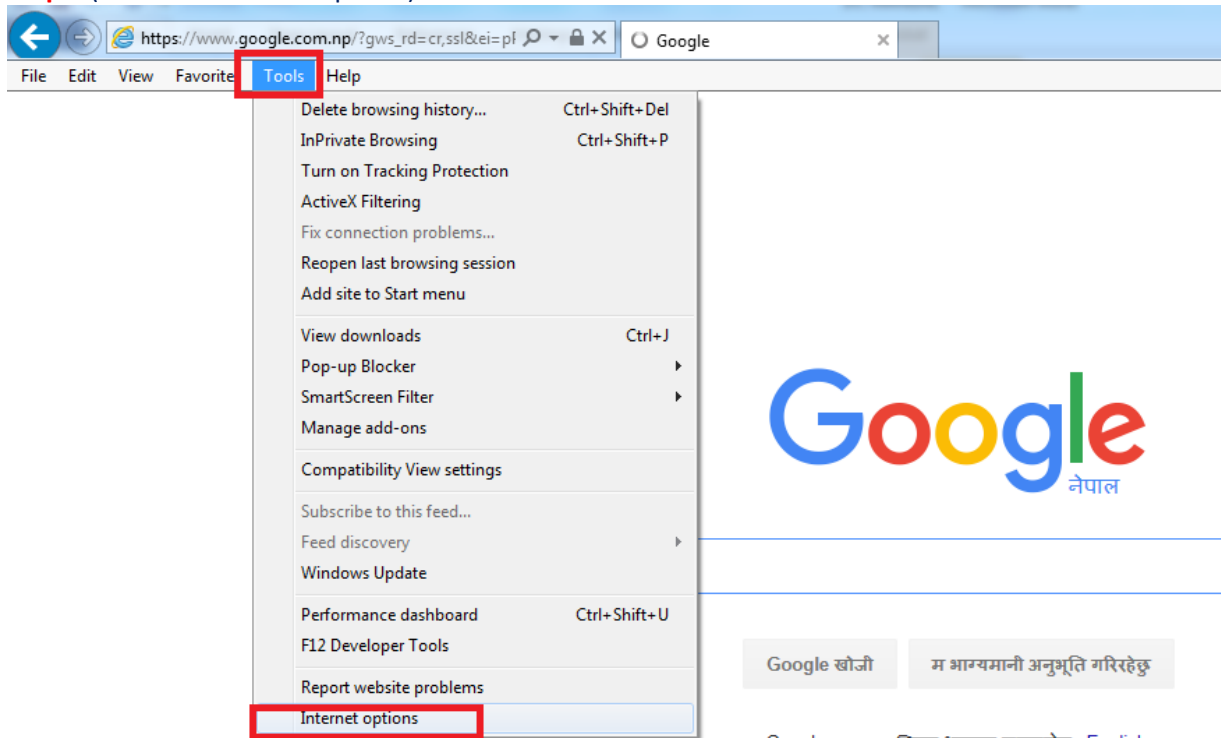 https://www.google.com.np/?gws_rd=cr,ssl&ei=pf
Google
File Edit View Favorite Tools Help
Delete browsing history... Ctrl+Shift+Del
InPrivate Browsing Ctrl+Shift+P
Turn on Tracking Protection
ActiveX Filtering
Fix connection problems...
Reopen last browsing session
Add site to Start menu
View downloads Ctrl+J
Pop-up Blocker
SmartScreen Filter
Manage add-ons
Compatibility View settings
Subscribe to this feed...
Feed discovery
Windows Update
Performance dashboard Ctrl+Shift+U
F12 Developer Tools
Report website problems
Internet options
Google
नेपाल
Google खोजी म भाग्यमानी अनुभूति गरिरहेछु